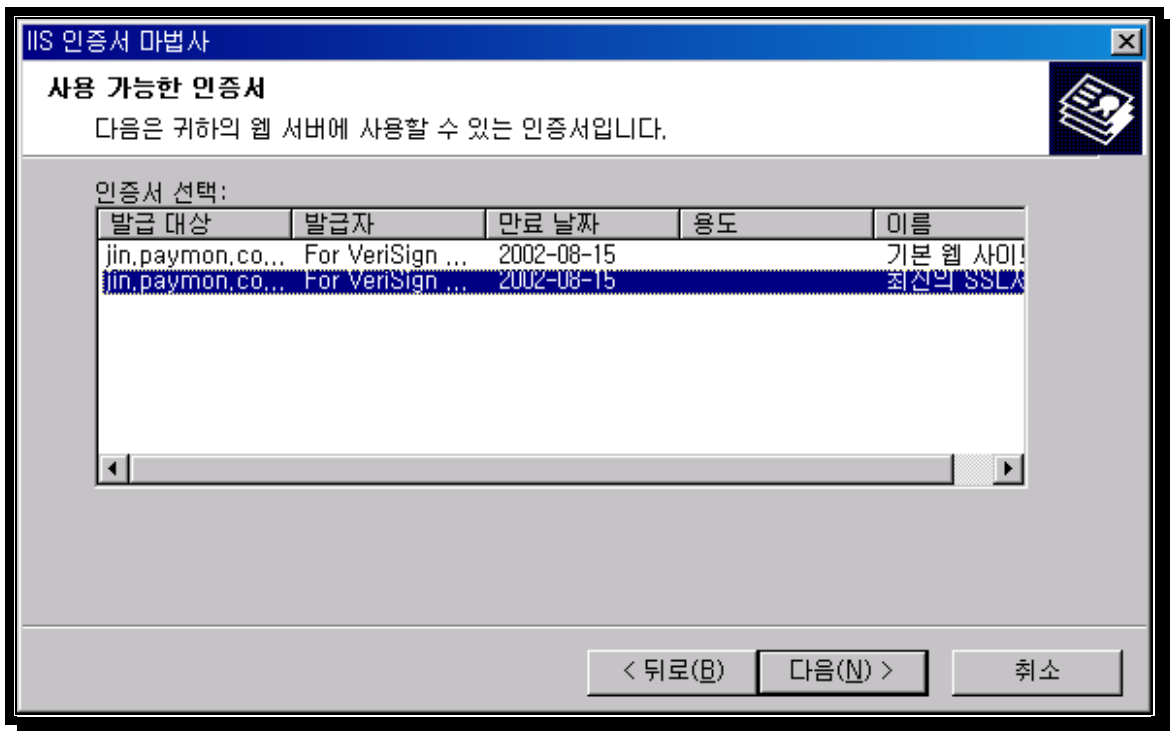 IIS 인증서 마법사
사용 가능한 인증서
다음은 귀하의 웹 서버에 사용할 수 있는 인증서입니다.
인증서 선택:
발급 대상 발급자 만료 날짜 용도 이름
jin.paymon.co... For VeriSign ... 2002-08-15 기본 웹
jin.paymon.co... For VeriSign ... 2002-08-15 최신의
< 뒤로(B) 다음(N) > 취소